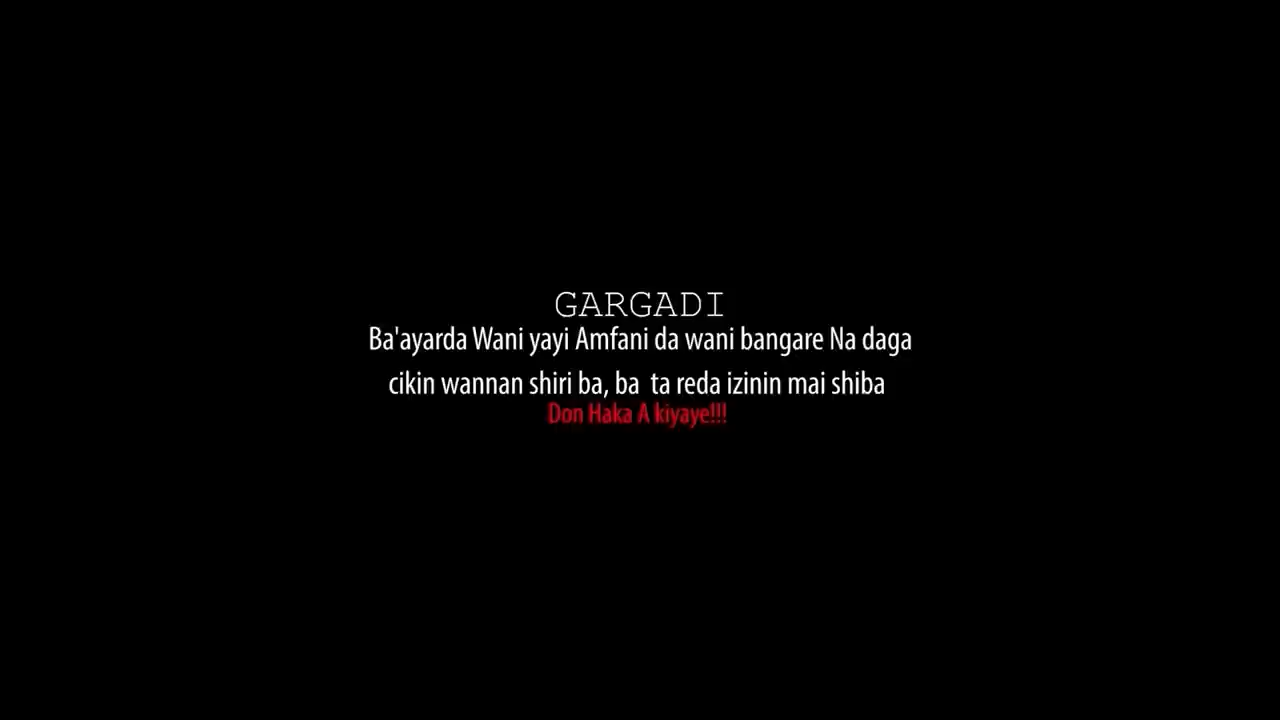 GARGADI
Ba'ayarda Wani yayi Amfani da wani bangare Na daga
cikin wannan shiri ba, ba ta reda izinin mai shiba
Don Haka A kiyaye!!!